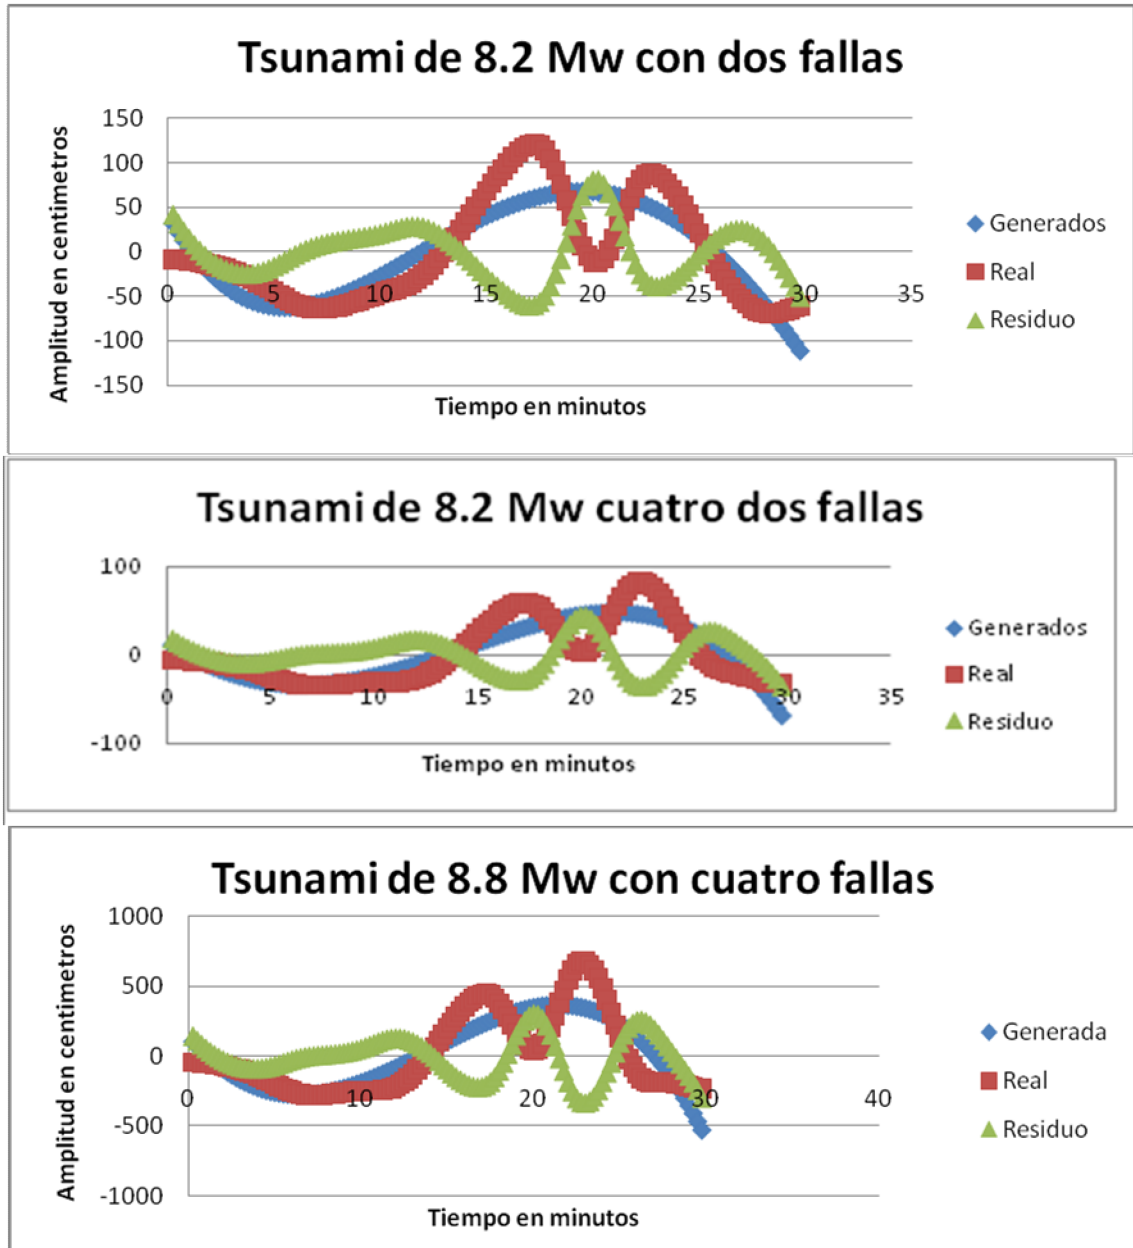 Tsunami de 8.2 Mw con dos fallas
Amplitud en centimetros
150
100
50
0
-50
-100
-150
0 5 10 15 20 25 30 35
Tiempo en minutos
Generados
Real
Residuo
Tsunami de 8.2 Mw cuatro dos fallas
100
0
-100
0 5 10 15 20 25 30 35
Tiempo en minutos
Generados
Real
Residuo
Tsunami de 8.8 Mw con cuatro fallas
Amplitud en centimetros
1000
500
0
-500
-1000
0 10 20 30 40
Tiempo en minutos
Generada
Real
Residuo